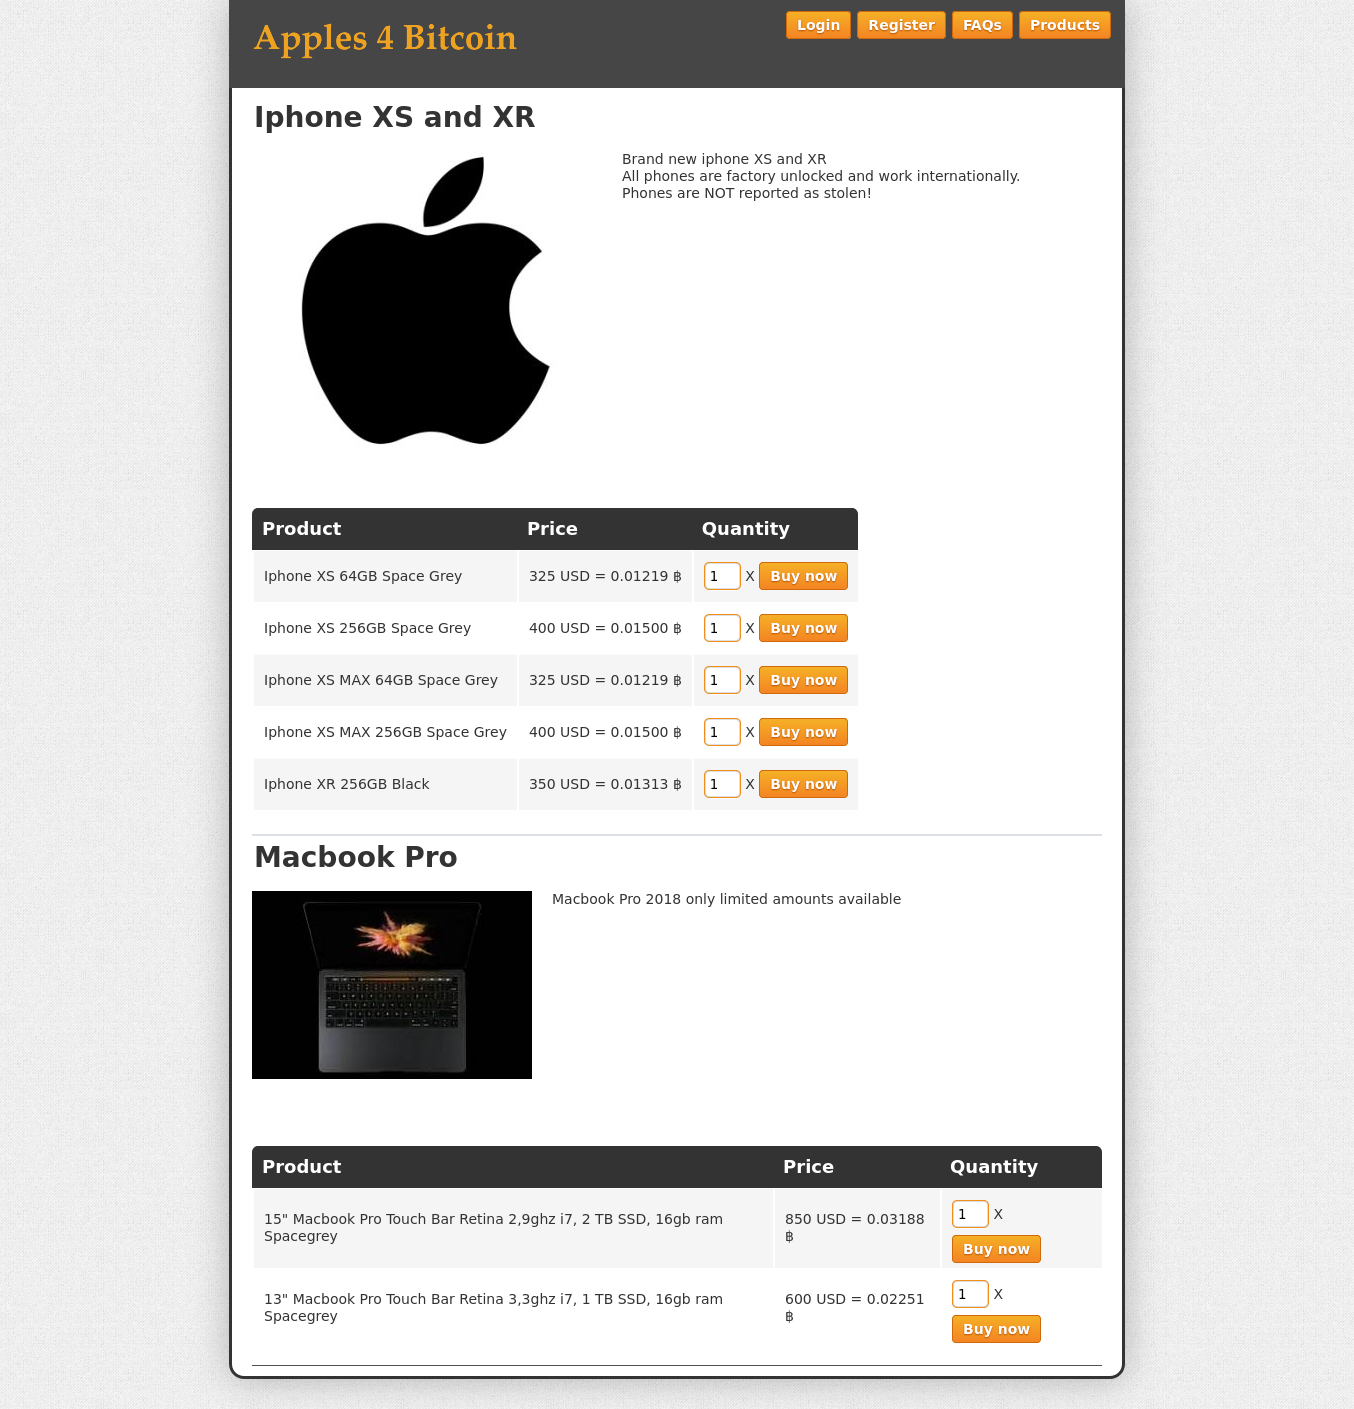 Apples 4 Bitcoin
Login Register FAQs Products
Iphone XS and XR
Brand new iphone XS and XR
All phones are factory unlocked and work internationally.
Phones are NOT reported as stolen!
Product Price Quantity
Iphone XS 64GB Space Grey 325 USD = 0.01219 ฿ 1 X Buy now
Iphone XS 256GB Space Grey 400 USD = 0.01500 ฿ 1 X Buy now
Iphone XS MAX 64GB Space Grey 325 USD = 0.01219 ฿ 1 X Buy now
Iphone XS MAX 256GB Space Grey 400 USD = 0.01500 ฿ 1 X Buy now
Iphone XR 256GB Black 350 USD = 0.01313 ฿ 1 X Buy now
Macbook Pro
Macbook Pro 2018 only limited amounts available
Product Price Quantity
15" Macbook Pro Touch Bar Retina 2,9ghz i7, 2 TB SSD, 16gb ram
Spacegrey
850 USD = 0.03188
฿
1 X
Buy now
13" Macbook Pro Touch Bar Retina 3,3ghz i7, 1 TB SSD, 16gb ram
Spacegrey
600 USD = 0.02251
฿
1 X
Buy now